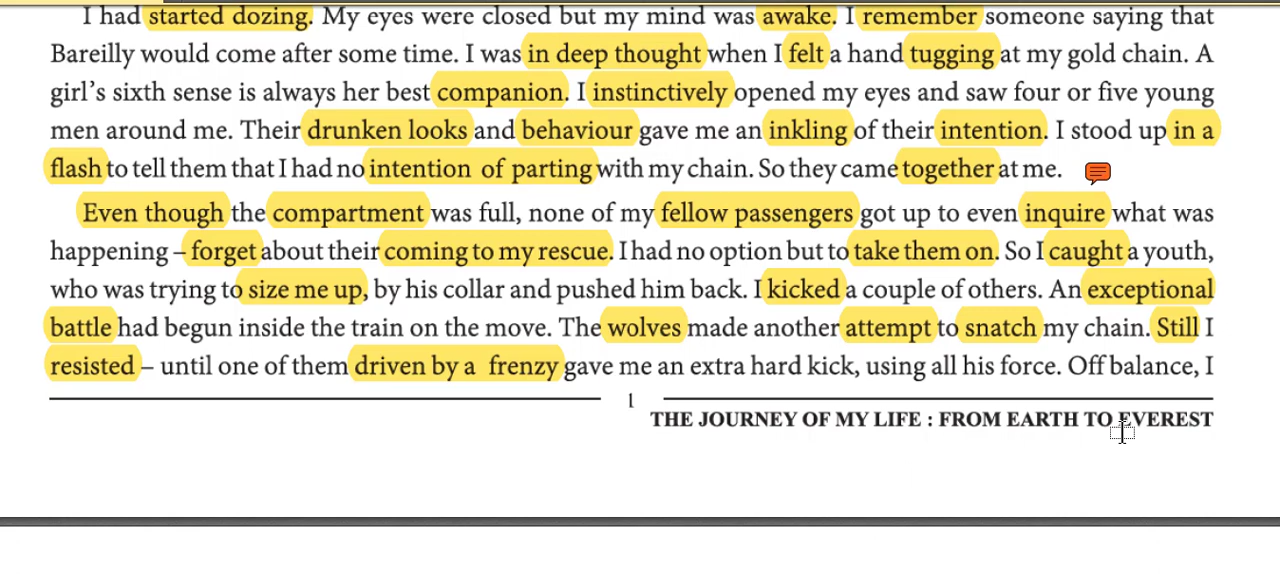 I had started dozing. My eyes were closed but my mind was awake. I remember someone saying that
Bareilly would come after some time. I was in deep thought when I felt a hand tugging at my gold chain. A
girl's sixth sense is always her best companion. I instinctively opened my eyes and saw four or five young
men around me. Their drunken looks and behaviour gave me an inkling of their intention. I stood up in a
flash to tell them that I had no intention of parting with my chain. So they came together at me.
Even though the compartment was full, none of my fellow passengers got up to even inquire what was
happening – forget about their coming to my rescue. I had no option but to take them on. So I caught a youth,
who was trying to size me up, by his collar and pushed him back. I kicked a couple of others. An exceptional
battle had begun inside the train on the move. The wolves made another attempt to snatch my chain. Still I
resisted – until one of them driven by a frenzy gave me an extra hard kick, using all his force. Off balance, I
1
THE JOURNEY OF MY LIFE : FROM EARTH TO EVEREST